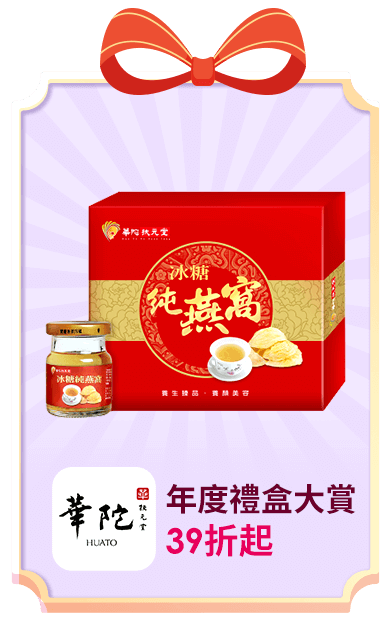 華陀扶元堂
冰糖
純燕窩
養生臻品·養顏美容
冰糖純燕窩
華陀
扶元堂
HUATO
年度禮盒大賞
39折起